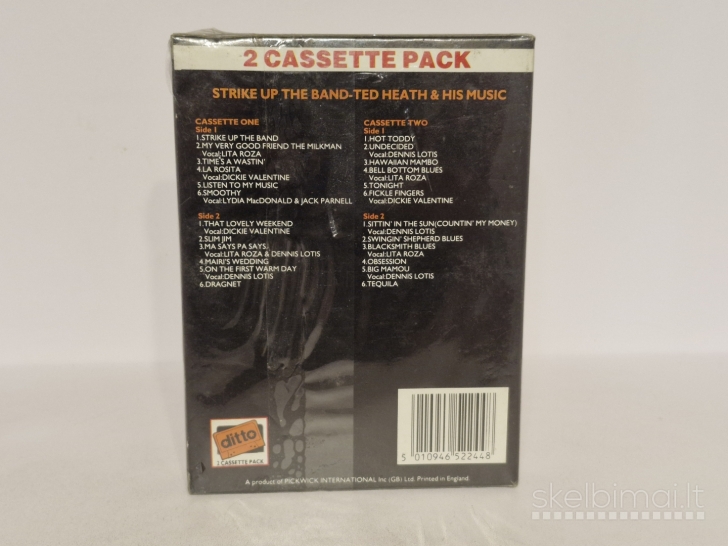 2 CASSETTE PACK
STRIKE UP THE BAND-TED HEATH & HIS MUSIC
CASSETTE ONE
Side 1
1.STRIKE UP THE BAND
2.MY VERY GOOD FRIEND THE MILKMAN
Vocal:LITA ROZA
3.TIME'S A WASTIN'
4.LA ROSITA
Vocal:DICKIE VALENTINE
5.LISTEN TO MY MUSIC
6.SMOOTHY
Vocal:LYDIA MacDONALD & JACK PARNELL
Side 2
1.THAT LOVELY WEEKEND
Vocal:DICKIE VALENTINE
2.SLIM JIM
3.MA SAYS PA SAYS
Vocal:LITA ROZA & DENNIS LOTIS
4.MAIRI'S WEDDING
5.ON THE FIRST WARM DAY
Vocal:DENNIS LOTIS
6.DRAGNET
CASSETTE TWO
Side 1
1.HOT TODDY
2.UNDECIDED
Vocal:DENNIS LOTIS
3.HAWAIIAN MAMBO
4.BELL BOTTOM BLUES
Vocal:LITA ROZA
5.TONIGHT
6.FICKLE FINGERS
Vocal:DICKIE VALENTINE
Side 2
1.SITTIN' IN THE SUN(COUNTIN' MY MONEY)
Vocal:DENNIS LOTIS
2.SWINGIN' SHEPHERD BLUES
3.BLACKSMITH BLUES
Vocal:LITA ROZA
4.OBSESSION
5.BIG MAMOU
Vocal:DENNIS LOTIS
6.TEQUILA
ditto
2 CASSETTE PACK
5 010946 522448
A product of PICKWICK INTERNATIONAL Inc (GB) Ltd. Printed in England.
skelbimai.lt